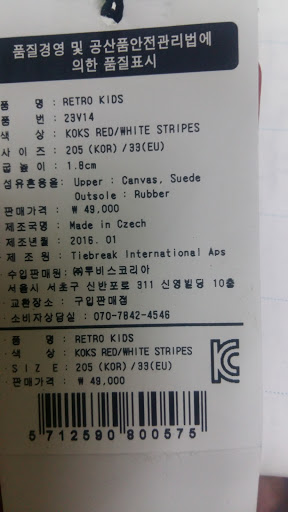 품질경영 및 공산품안전관리법에
의한 품질표시
품 명 : RETRO KIDS
품 번 : 23V14
색 상 : KOKS RED/WHITE STRIPES
사 이 즈 : 205 (KOR) /33(EU)
굽 높 이 : 1.8cm
섬유혼용율: Upper : Canvas, Suede
Outsole : Rubber
판매가격 : ₩ 49,000
제조국명 : Made in Czech
제조년월 : 2016. 01
제 조 원 : Tiebreak International Aps
수입판매원: ㈜투비스코리아
서울시 서초구 신반포로 311 신영빌딩 10층
교환장소 : 구입판매점
소비자상담실 : 070-7842-4546
품 명 : RETRO KIDS
색 상 : KOKS RED/WHITE STRIPES
S I Z E : 205 (KOR) /33(EU)
판매가격 : ₩ 49,000
KC
5 712590 800575